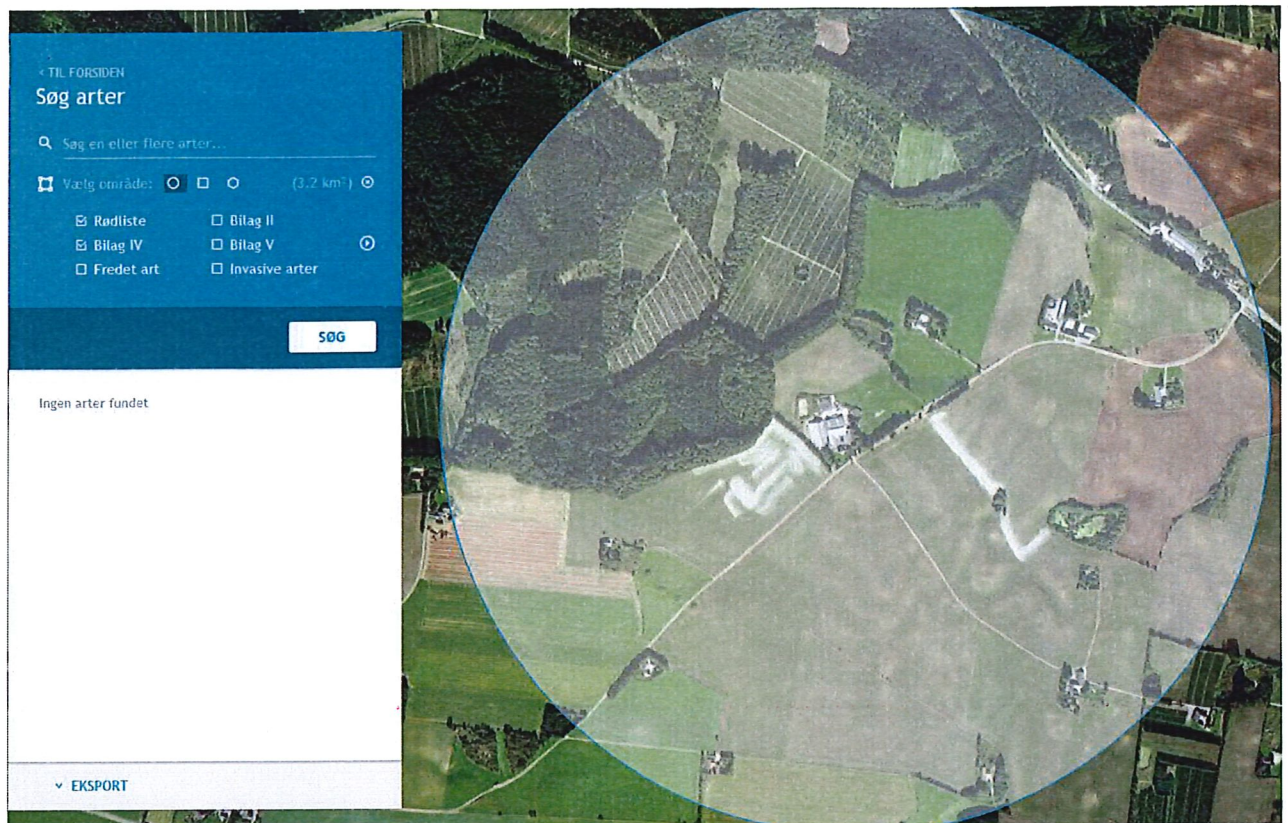 < TIL FORSIDEN
Søg arter
Søg en eller flere arter...
Vælg område: (3.2 km²)
Rødliste Bilag II
Bilag IV Bilag V
Fredet art Invasive arter
SØG
Ingen arter fundet
EKSPORT